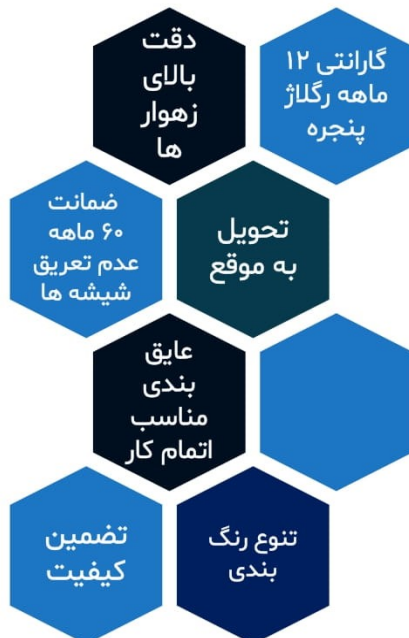 گارانتی ۱۲
ماهه رگلاژ
پنجره
دقت
بالای
زهوار
ها
تحویل
به موقع
ضمانت
۶۰ ماهه
عدم تعریق
شیشه ها
عایق
بندی
مناسب
اتمام کار
تنوع رنگ
بندی
تضمین
کیفیت